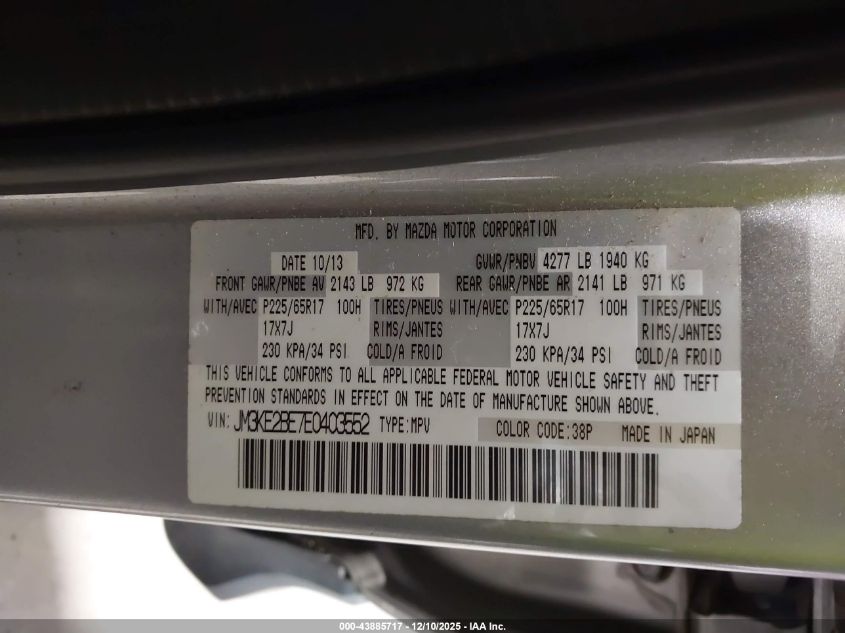 MFD. BY MAZDA MOTOR CORPORATION
DATE 10/13 GVWR/PNBV 4277 LB 1940 KG
FRONT GAWR/PNBE AV 2143 LB 972 KG REAR GAWR/PNBE AR 2141 LB 971 KG
WITH/AVEC P225/65R17 100H TIRES/PNEUS WITH/AVEC P225/65R17 100H TIRES/PNEUS
17X7J RIMS/JANTES 17X7J RIMS/JANTES
230 KPA/34 PSI COLD/A FROID 230 KPA/34 PSI COLD/A FROID
THIS VEHICLE CONFORMS TO ALL APPLICABLE FEDERAL MOTOR VEHICLE SAFETY AND THEFT
PREVENTION STANDARDS IN EFFECT ON THE DATE OF MANUFACTURE SHOWN ABOVE.
VIN: JM3KE2BE7E0403552 TYPE:MPV COLOR CODE:38P MADE IN JAPAN
000-43885717 - 12/10/2025 - IAA Inc.